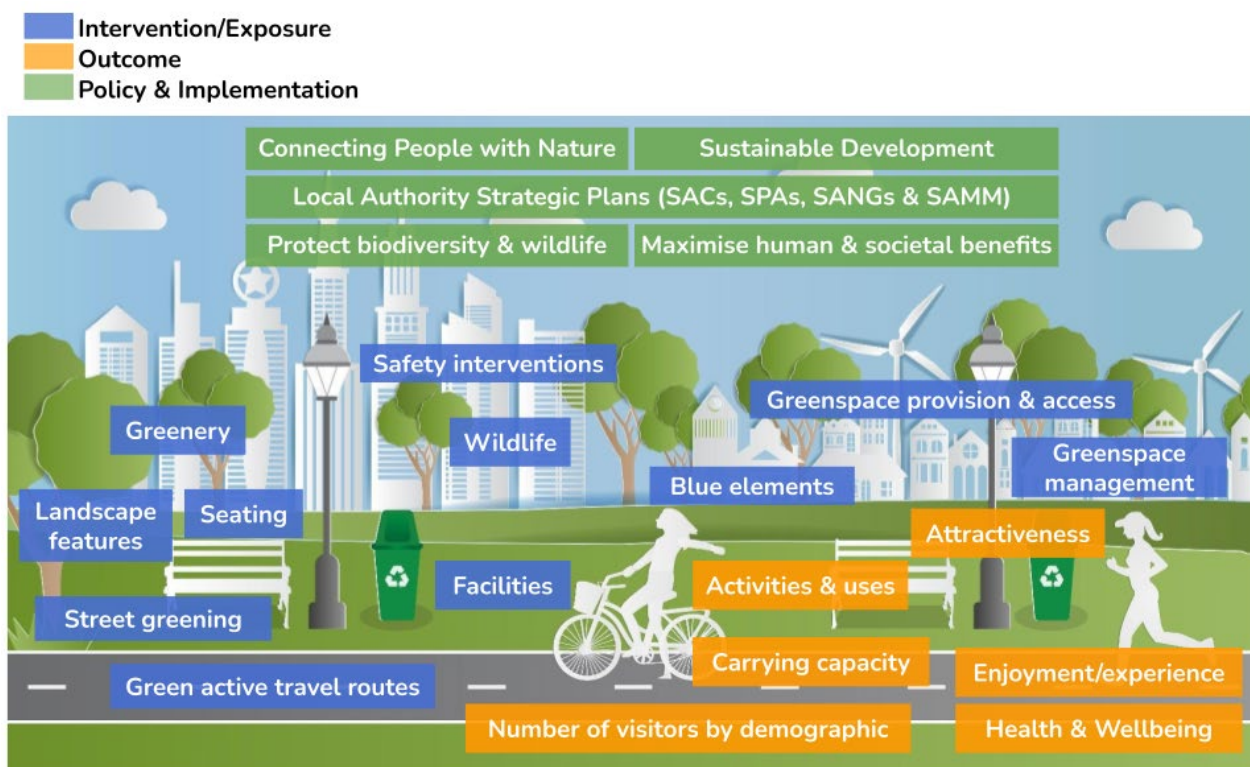 Intervention/Exposure
Outcome
Policy & Implementation
Connecting People with Nature
Sustainable Development
Local Authority Strategic Plans (SACs, SPAs, SANGs & SAMM)
Protect biodiversity & wildlife
Maximise human & societal benefits
Safety interventions
Greenspace provision & access
Greenery
Wildlife
Greenspace
management
Blue elements
Landscape
features
Seating
Attractiveness
Facilities
Activities & uses
Street greening
Carrying capacity
Enjoyment/experience
Green active travel routes
Number of visitors by demographic
Health & Wellbeing